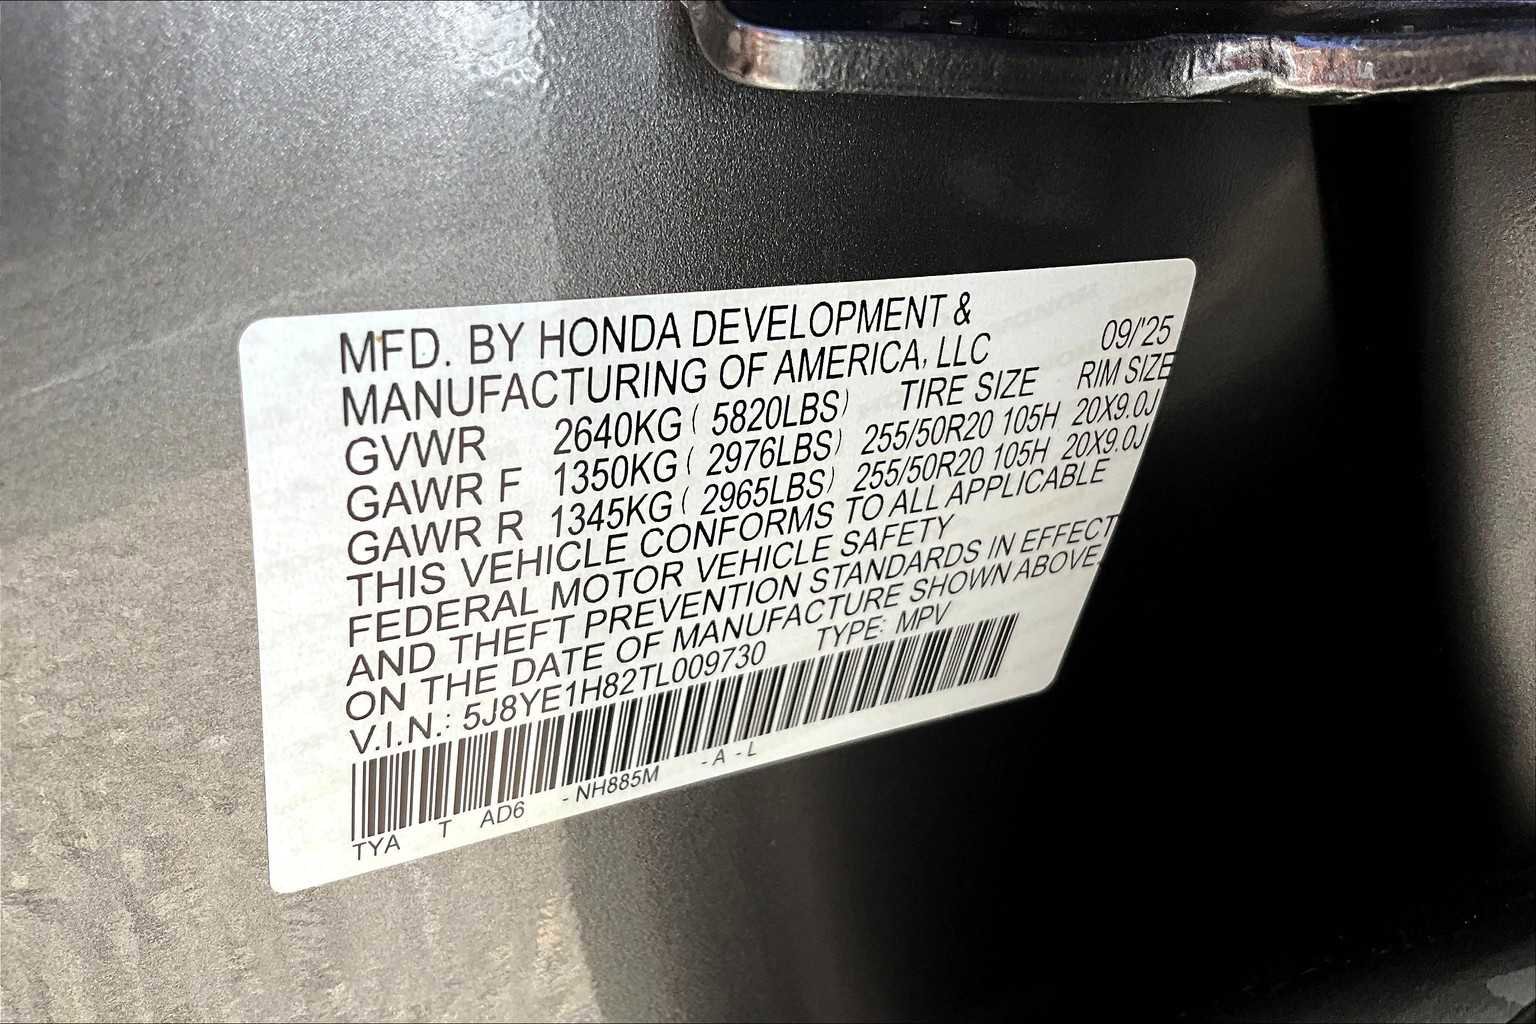 MFD. BY HONDA DEVELOPMENT &
MANUFACTURING OF AMERICA, LLC 09/'25
GVWR 2640KG ( 5820LBS) TIRE SIZE RIM SIZE
GAWR F 1350KG ( 2976LBS) 255/50R20 105H 20X9.0J
GAWR R 1345KG ( 2965LBS) 255/50R20 105H 20X9.0J
THIS VEHICLE CONFORMS TO ALL APPLICABLE
FEDERAL MOTOR VEHICLE SAFETY
AND THEFT PREVENTION STANDARDS IN EFFECT
ON THE DATE OF MANUFACTURE SHOWN ABOVE.
V.I.N.: 5J8YE1H82TL009730 TYPE: MPV
TYA T AD6 - NH885M - A - L